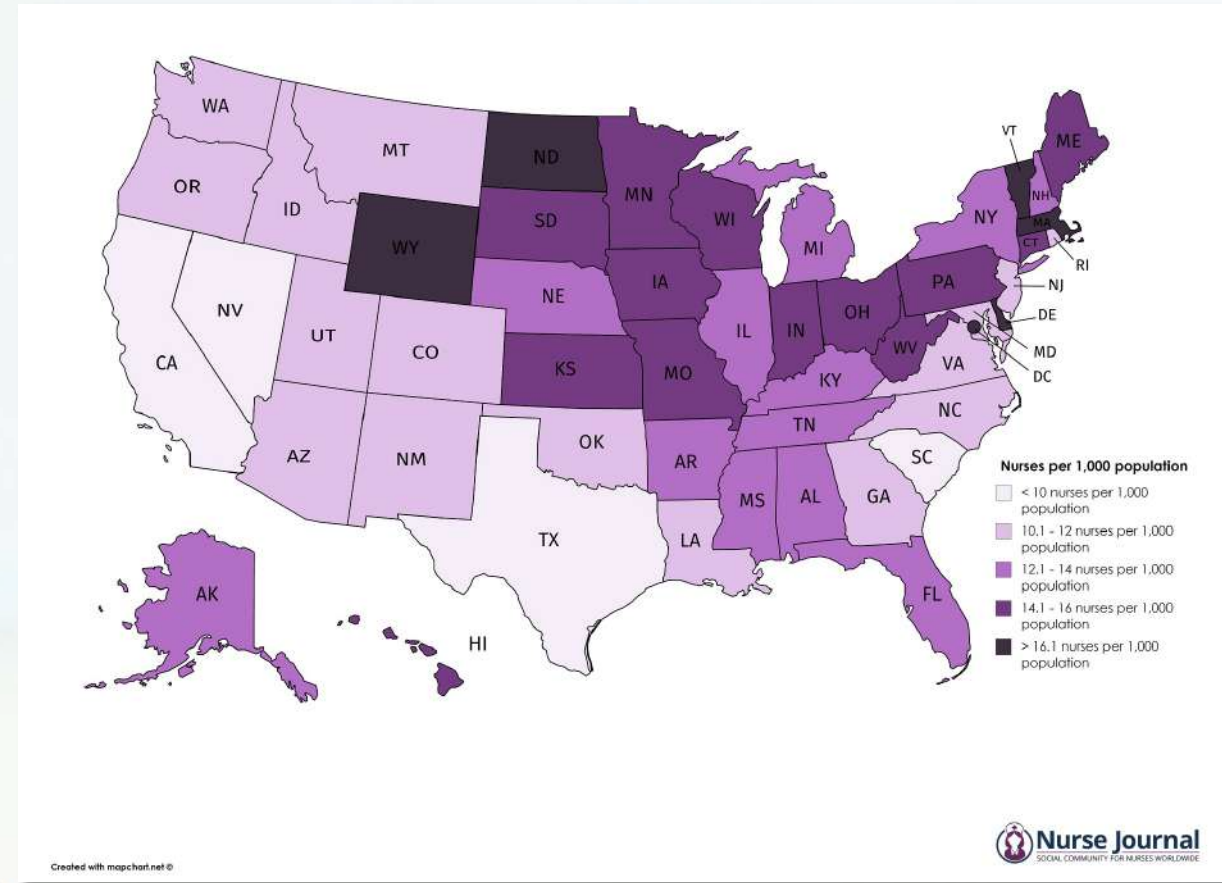 WA
MT
ND
MN
VT
ME
OR
ID
SD
WI
NH
NY
MA
WY
MI
CT
RI
NE
IA
PA
NJ
NV
UT
IL
IN
OH
DE
CO
CA
KS
MO
WV
MD
VA
DC
KY
NC
TN
AZ
NM
OK
AR
SC
MS
AL
GA
TX
LA
AK
FL
HI
Nurses per 1,000 population
< 10 nurses per 1,000
population
10.1 - 12 nurses per 1,000
population
12.1 - 14 nurses per 1,000
population
14.1 - 16 nurses per 1,000
population
> 16.1 nurses per 1,000
population
Created with mapchart.net ©
Nurse Journal
SOCIAL COMMUNITY FOR NURSES WORLDWIDE